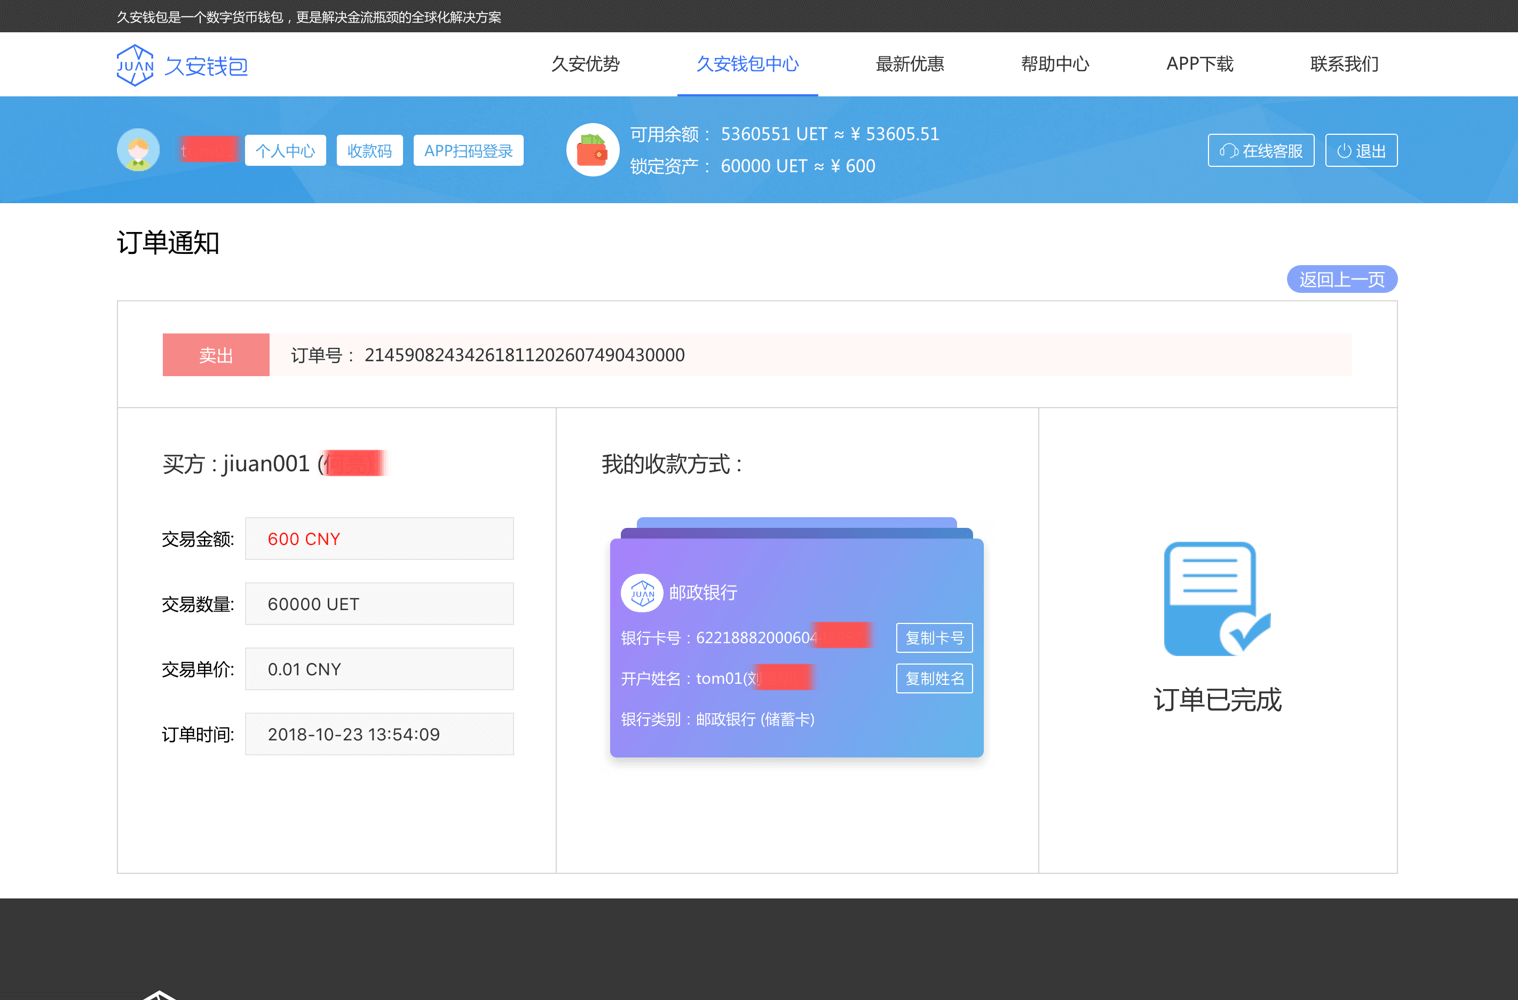 久安钱包是一个数字货币钱包，更是解决金流瓶颈的全球化解决方案
JUAN 久安钱包
久安优势
久安钱包中心
最新优惠
帮助中心
APP下载
联系我们
t
个人中心
收款码
APP扫码登录
可用余额： 5360551 UET ≈ ¥ 53605.51
锁定资产： 60000 UET ≈ ¥ 600
在线客服
退出
订单通知
返回上一页
卖出
订单号： 21459082434261811202607490430000
买方 : jiuan001 (
交易金额: 600 CNY
交易数量: 60000 UET
交易单价: 0.01 CNY
订单时间: 2018-10-23 13:54:09
我的收款方式 :
JUAN 邮政银行
银行卡号 : 62218882000604
复制卡号
开户姓名 : tom01(刘
复制姓名
银行类别 : 邮政银行 (储蓄卡)
订单已完成